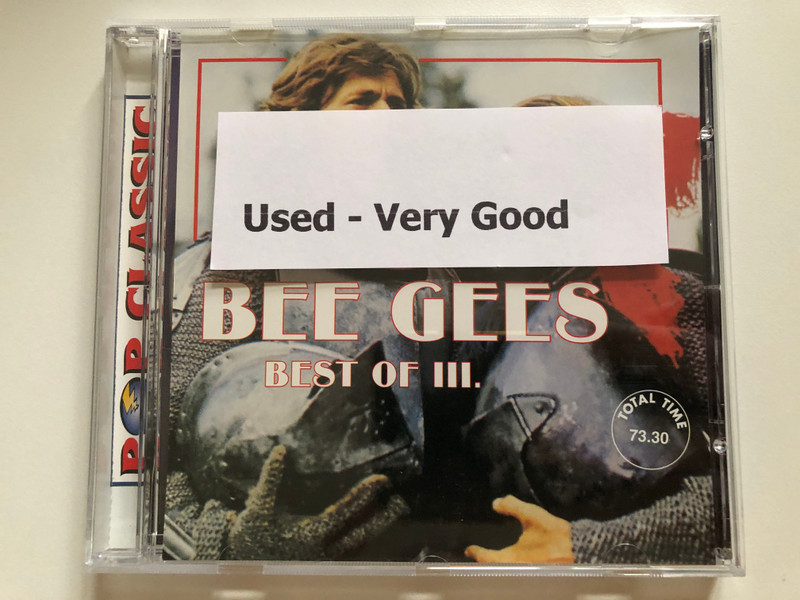 POP CLASSIC
Used - Very Good
BEE GEES
BEST OF III.
TOTAL TIME
73.30